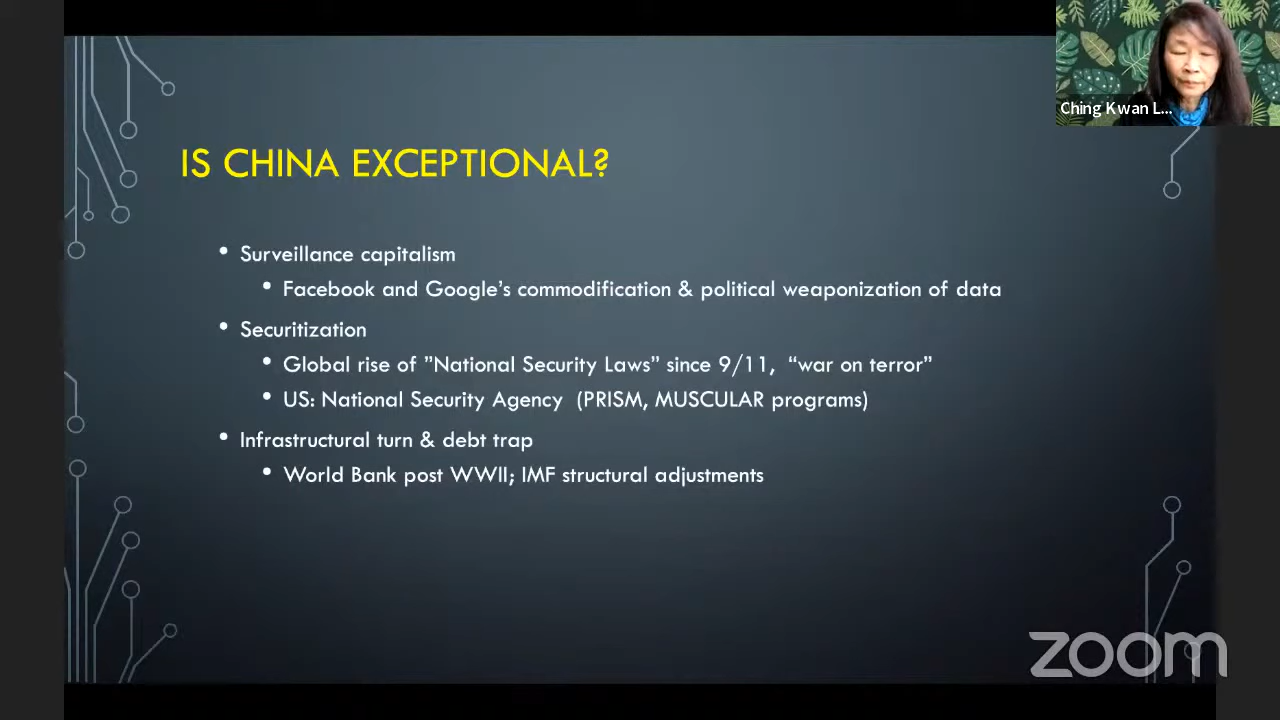 Ching Kwan L...
IS CHINA EXCEPTIONAL?
• Surveillance capitalism
• Facebook and Google's commodification & political weaponization of data
• Securitization
• Global rise of ”National Security Laws” since 9/11, “war on terror”
• US: National Security Agency (PRISM, MUSCULAR programs)
• Infrastructural turn & debt trap
• World Bank post WWII; IMF structural adjustments
zoom